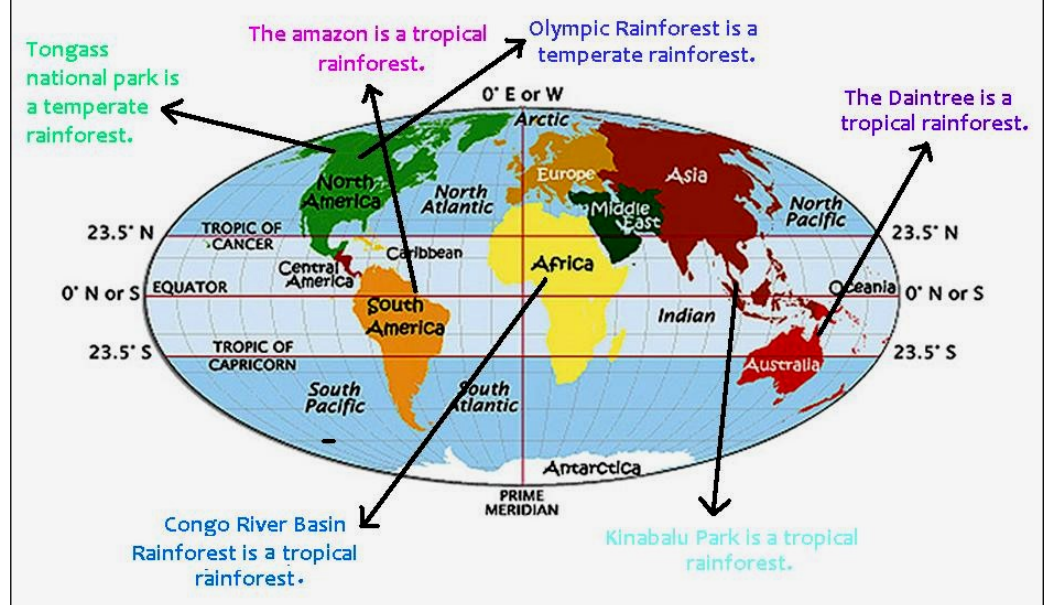 Tongass
national park is
a temperate
rainforest.
The amazon is a tropical
rainforest.
Olympic Rainforest is a
temperate rainforest.
The Daintree is a
tropical rainforest.
0° E or W
Arctic
North
America
North
Atlantic
Europe
Asia
Middle
East
North
Pacific
23.5° N
TROPIC OF
CANCER
23.5° N
Caribbean
Central
America
Africa
0° N or S
EQUATOR
South
America
Indian
Oceania
0° N or S
23.5° S
TROPIC OF
CAPRICORN
Australia
23.5° S
South
Pacific
South
Atlantic
Antarctica
PRIME
MERIDIAN
Congo River Basin
Rainforest is a tropical
rainforest.
Kinabalu Park is a tropical
rainforest.